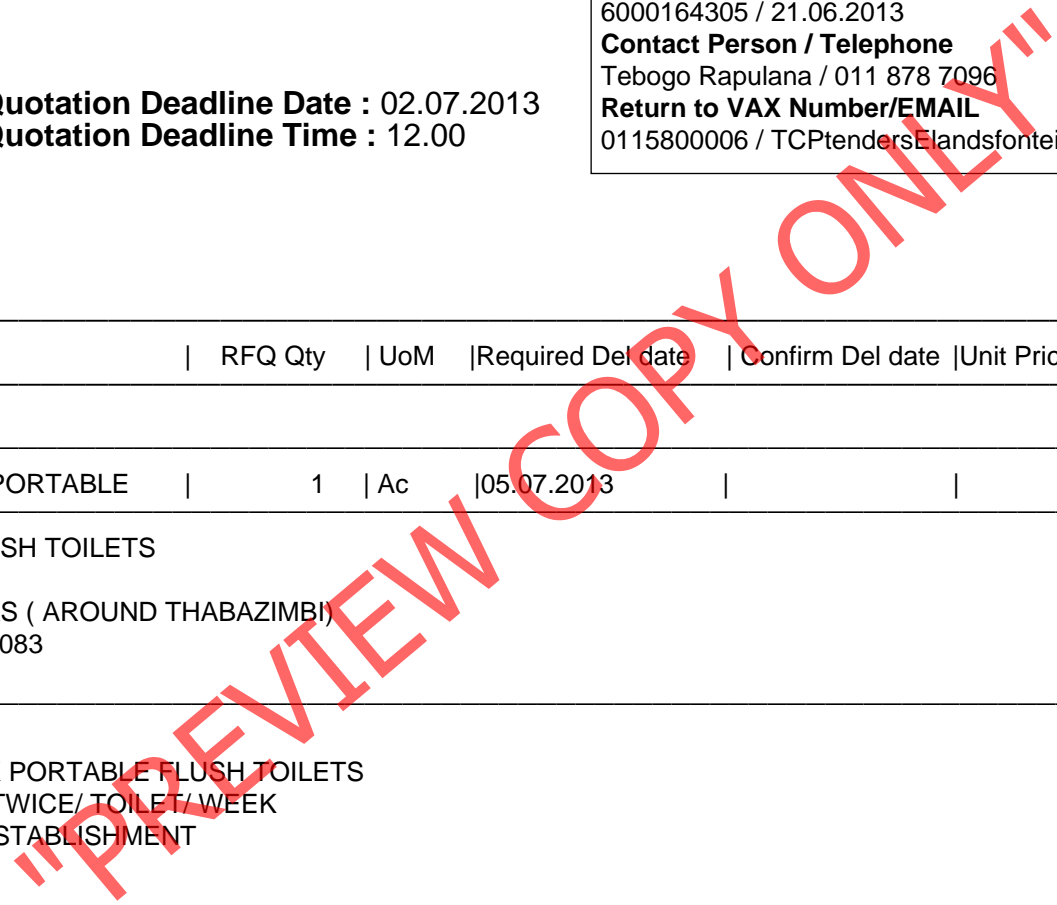 6000164305 / 21.06.2013
Contact Person / Telephone
Tebogo Rapulana / 011 878 7096
Return to VAX Number/EMAIL
0115800006 / TCPtendersElandsfontei
Quotation Deadline Date : 02.07.2013
Quotation Deadline Time : 12.00
| RFQ Qty | UoM |Required Del date | Confirm Del date |Unit Pric
PORTABLE | 1 | Ac |05.07.2013 | |
SH TOILETS
S ( AROUND THABAZIMBI)
083
PORTABLE FLUSH TOILETS
TWICE/ TOILET/ WEEK
STABLISHMENT
"PREVIEW COPY ONLY"